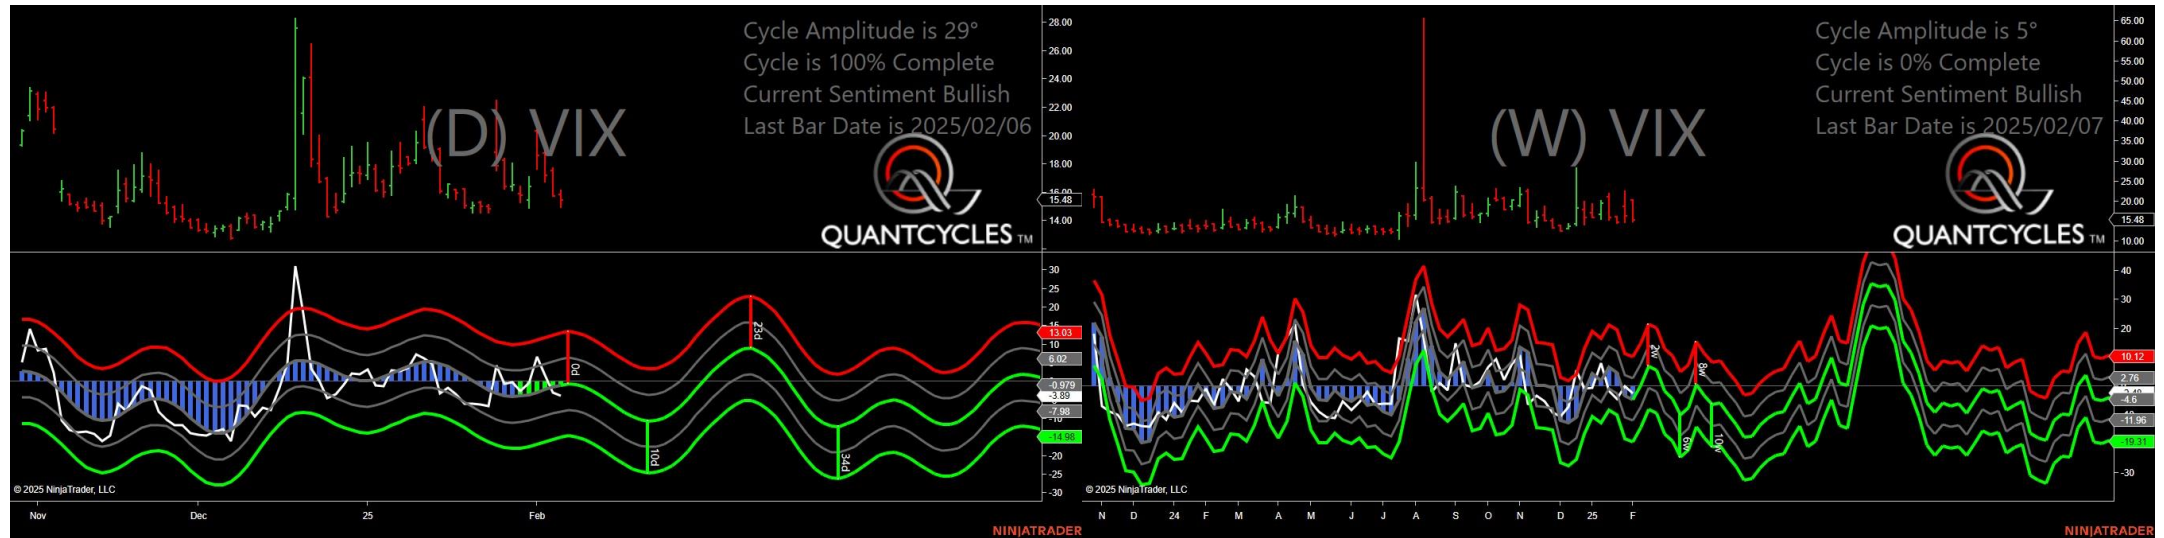 Cycle Amplitude is 29°
Cycle is 100% Complete
Current Sentiment Bullish
Last Bar Date is 2025/02/06
(D) VIX
QUANTCYCLES TM
28.00
26.00
24.00
22.00
20.00
18.00
16.00
15.48
14.00
30
25
20
15
13.03
10
6.02
-0.979
-3.89
-7.98
-10
-14.98
-20
-25
-30
0d
10d
23d
34d
© 2025 NinjaTrader, LLC
Nov
Dec
25
Feb
NINJATRADER
Cycle Amplitude is 5°
Cycle is 0% Complete
Current Sentiment Bullish
Last Bar Date is 2025/02/07
(W) VIX
QUANTCYCLES TM
65.00
60.00
55.00
50.00
45.00
40.00
35.00
30.00
25.00
20.00
15.48
10.00
40
30
20
10.12
2.76
-4.6
-11.96
-19.31
-30
2w
8w
6w
10w
© 2025 NinjaTrader, LLC
N D 24 F M A M J J A S O N D 25 F
NINJATRADER